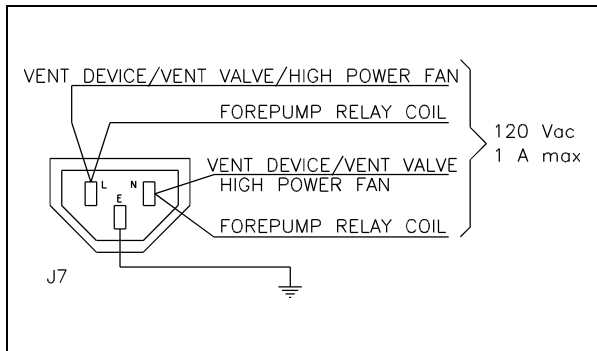 VENT DEVICE/VENT VALVE/HIGH POWER FAN
FOREPUMP RELAY COIL
120 Vac
1 A max
VENT DEVICE/VENT VALVE
HIGH POWER FAN
L
N
E
FOREPUMP RELAY COIL
J7